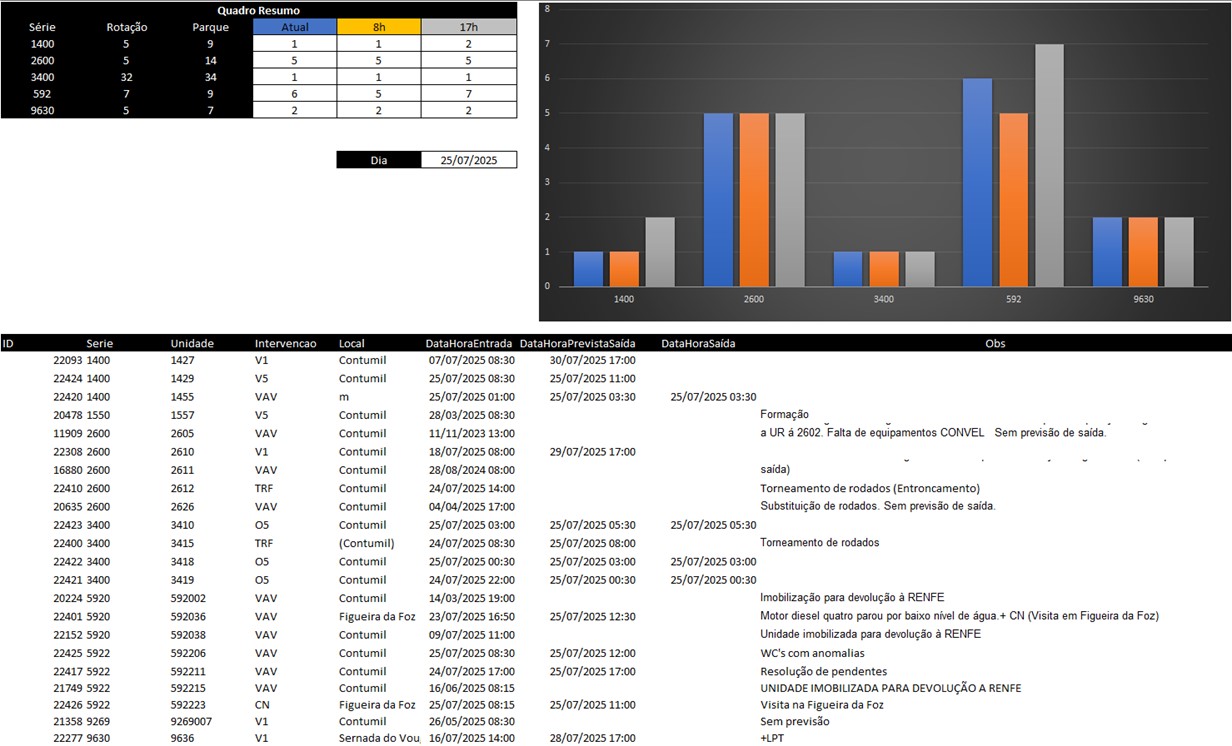 Quadro Resumo
Série Rotação Parque Atual 8h 17h
1400 5 9 1 1 2
2600 5 14 5 5 5
3400 32 34 1 1 1
592 7 9 6 5 7
9630 5 7 2 2 2
Dia 25/07/2025
8
7
6
5
4
3
2
1
0
1400 2600 3400 592 9630
ID Serie Unidade Intervencao Local DataHoraEntrada DataHoraPrevistaSaída DataHoraSaída Obs
22093 1400 1427 V1 Contumil 07/07/2025 08:30 30/07/2025 17:00
22424 1400 1429 V5 Contumil 25/07/2025 08:30 25/07/2025 11:00
22420 1400 1455 VAV m 25/07/2025 01:00 25/07/2025 03:30 25/07/2025 03:30
20478 1550 1557 V5 Contumil 28/03/2025 08:30 Formação
11909 2600 2605 VAV Contumil 11/11/2023 13:00 a UR á 2602. Falta de equipamentos CONVEL Sem previsão de saída.
22308 2600 2610 V1 Contumil 18/07/2025 08:00 29/07/2025 17:00
16880 2600 2611 VAV Contumil 28/08/2024 08:00 saída)
22410 2600 2612 TRF Contumil 24/07/2025 14:00 Torneamento de rodados (Entroncamento)
20635 2600 2626 VAV Contumil 04/04/2025 17:00 Substituição de rodados. Sem previsão de saída.
22423 3400 3410 O5 Contumil 25/07/2025 03:00 25/07/2025 05:30 25/07/2025 05:30
22400 3400 3415 TRF (Contumil) 24/07/2025 08:30 25/07/2025 08:00 Torneamento de rodados
22422 3400 3418 O5 Contumil 25/07/2025 00:30 25/07/2025 03:00 25/07/2025 03:00
22421 3400 3419 O5 Contumil 24/07/2025 22:00 25/07/2025 00:30 25/07/2025 00:30
20224 5920 592002 VAV Contumil 14/03/2025 19:00 Imobilização para devolução à RENFE
22401 5920 592036 VAV Figueira da Foz 23/07/2025 16:50 25/07/2025 12:30 Motor diesel quatro parou por baixo nível de água.+ CN (Visita em Figueira da Foz)
22152 5920 592038 VAV Contumil 09/07/2025 11:00 Unidade imobilizada para devolução à RENFE
22425 5922 592206 VAV Contumil 25/07/2025 08:30 25/07/2025 12:00 WC's com anomalias
22417 5922 592211 VAV Contumil 24/07/2025 17:00 25/07/2025 17:00 Resolução de pendentes
21749 5922 592215 VAV Contumil 16/06/2025 08:15 UNIDADE IMOBILIZADA PARA DEVOLUÇÃO A RENFE
22426 5922 592223 CN Figueira da Foz 25/07/2025 08:15 25/07/2025 11:00 Visita na Figueira da Foz
21358 9269 9269007 V1 Contumil 26/05/2025 08:30 Sem previsão
22277 9630 9636 V1 Sernada do Vou 16/07/2025 14:00 28/07/2025 17:00 +LPT